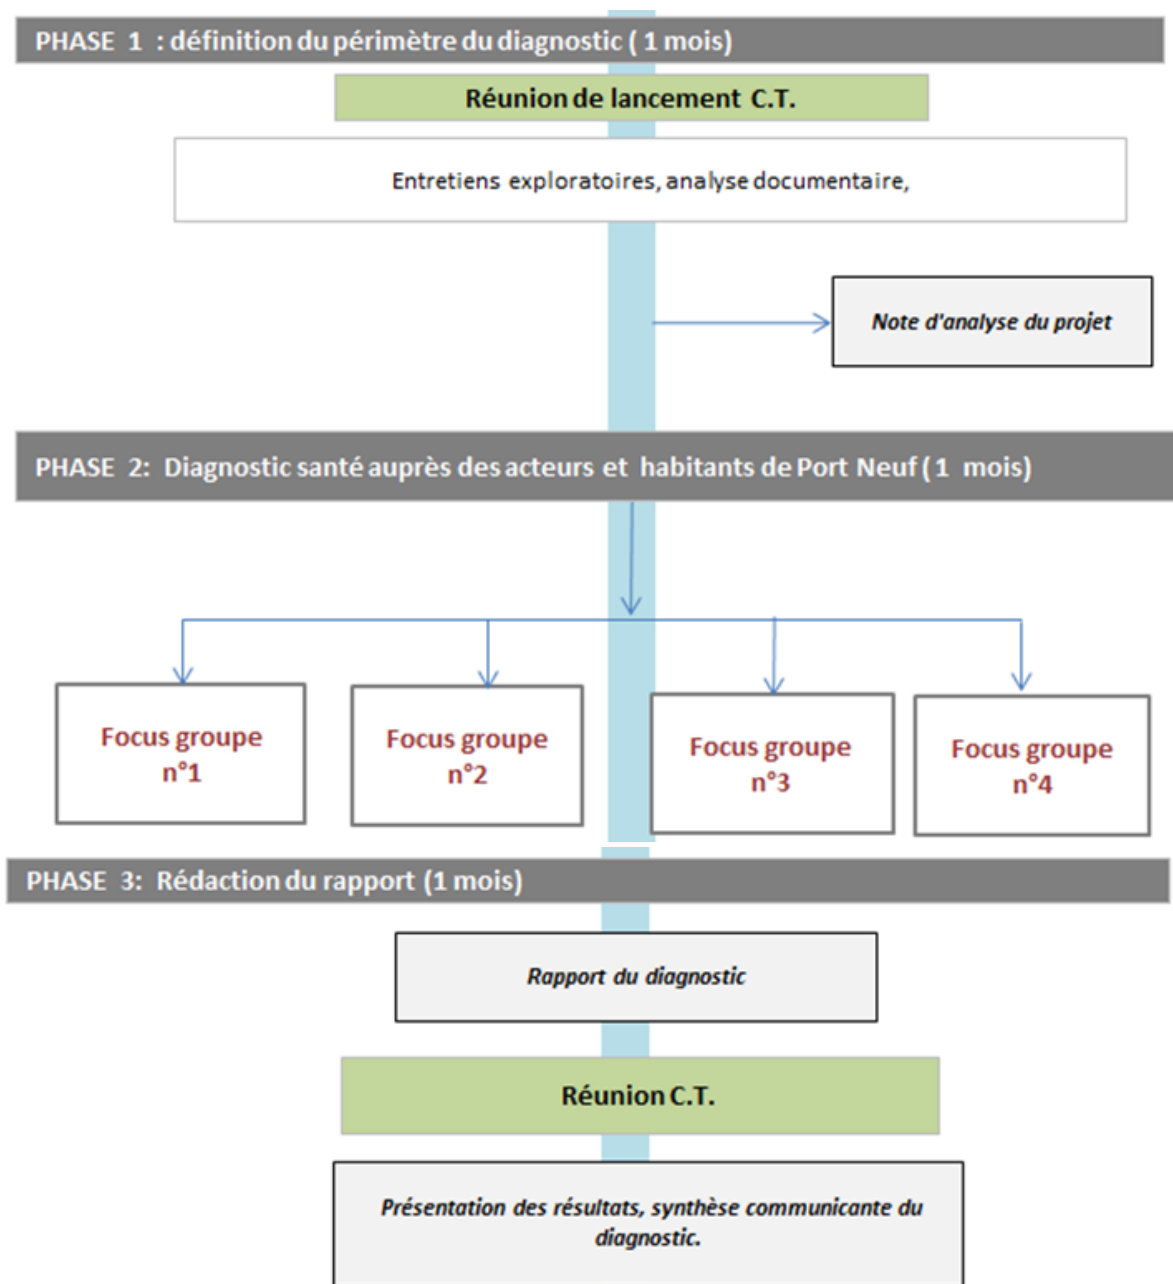 PHASE 1 : définition du périmètre du diagnostic ( 1 mois)
Réunion de lancement C.T.
Entretiens exploratoires, analyse documentaire,
Note d'analyse du projet
PHASE 2: Diagnostic santé auprès des acteurs et habitants de Port Neuf ( 1 mois)
Focus groupe
n°1
Focus groupe
n°2
Focus groupe
n°3
Focus groupe
n°4
PHASE 3: Rédaction du rapport (1 mois)
Rapport du diagnostic
Réunion C.T.
Présentation des résultats, synthèse communicante du
diagnostic.